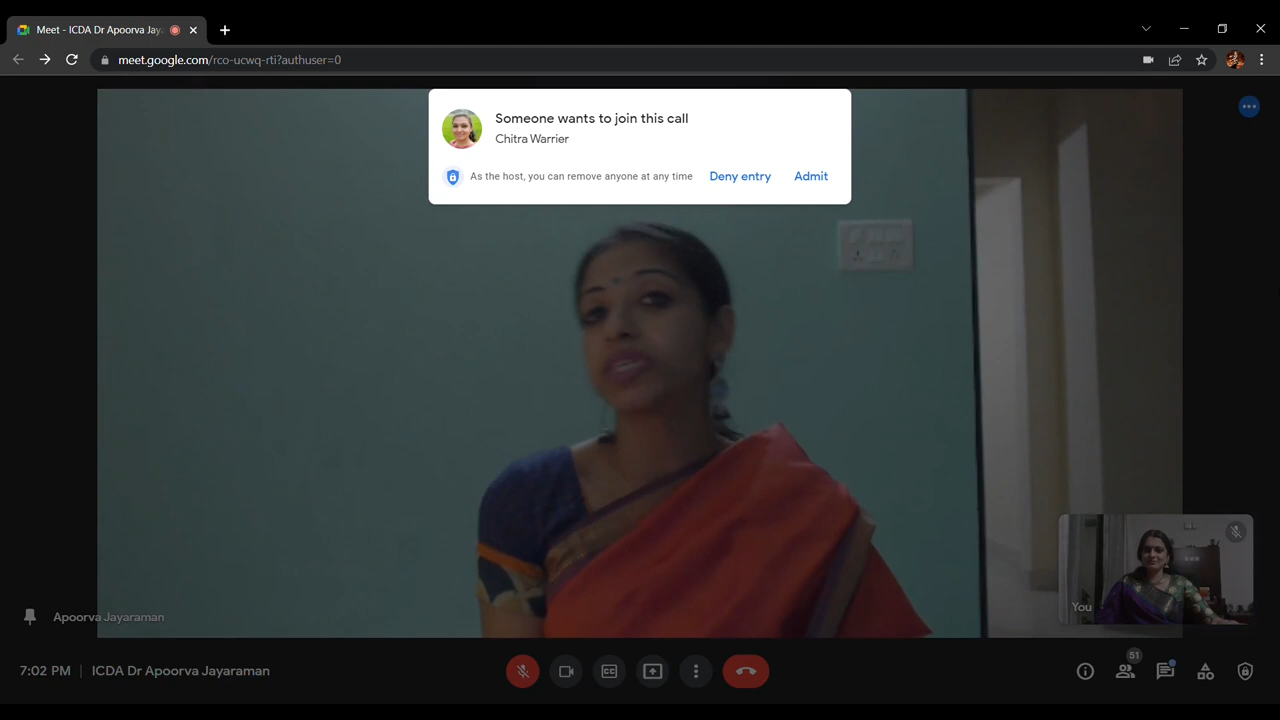 Meet - ICDA Dr Apoorva Jay
meet.google.com/rco-ucwq-rti?authuser=0
Someone wants to join this call
Chitra Warrier
As the host, you can remove anyone at any time
Deny entry
Admit
You
Apoorva Jayaraman
7:02 PM | ICDA Dr Apoorva Jayaraman
CC
51